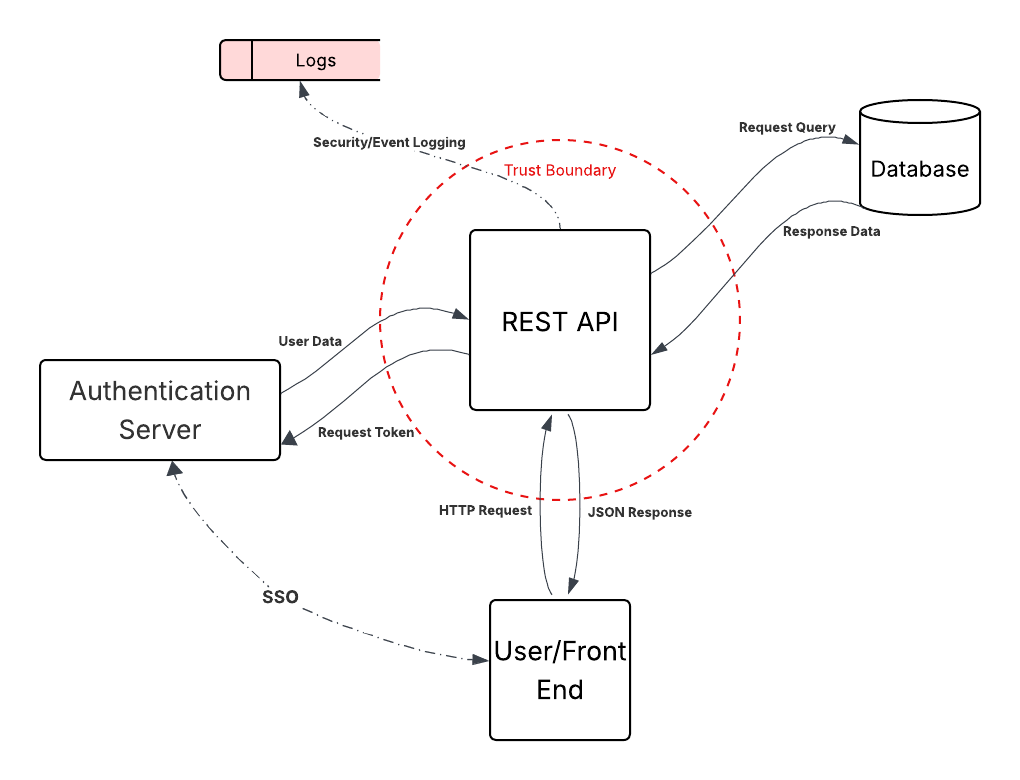 Logs
Security/Event Logging
Request Query
Trust Boundary
Database
Response Data
REST API
User Data
Authentication
Server
Request Token
HTTP Request
JSON Response
SSO
User/Front
End